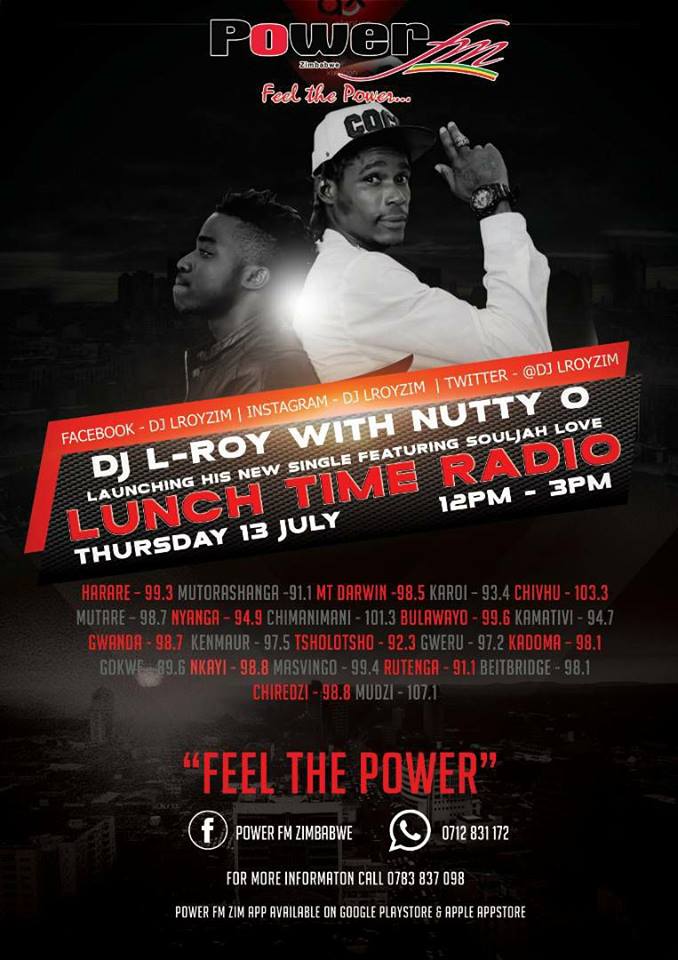 Power fm
Zimbabwe
Feel the Power...
COCO
FACEBOOK - DJ LROYZIM | INSTAGRAM - DJ LROYZIM | TWITTER - @DJ LROYZIM
DJ L-ROY WITH NUTTY O
LAUNCHING HIS NEW SINGLE FEATURING SOULJAH LOVE
LUNCH TIME RADIO
THURSDAY 13 JULY 12PM - 3PM
HARARE - 99.3 MUTORASHANGA -91.1 MT DARWIN -98.5 KAROI - 93.4 CHIVHU - 103.3
MUTARE - 98.7 NYANGA - 94.9 CHIMANIMANI - 101.3 BULAWAYO - 99.6 KAMATIVI - 94.7
GWANDA - 98.7 KENMAUR - 97.5 TSHOLOTSHO - 92.3 GWERU - 97.2 KADOMA - 98.1
GOKWE - 89.6 NKAYI - 98.8 MASVINGO - 99.4 RUTENGA - 91.1 BEITBRIDGE - 98.1
CHIREDZI - 98.8 MUDZI - 107.1
“FEEL THE POWER”
POWER FM ZIMBABWE 0712 831 172
FOR MORE INFORMATON CALL 0783 837 098
POWER FM ZIM APP AVAILABLE ON GOOGLE PLAYSTORE & APPLE APPSTORE